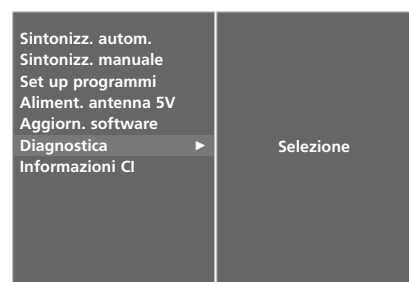 Sintonizz. autom.
Sintonizz. manuale
Set up programmi
Aliment. antenna 5V
Aggiorn. software
Diagnostica ►
Selezione
Informazioni CI